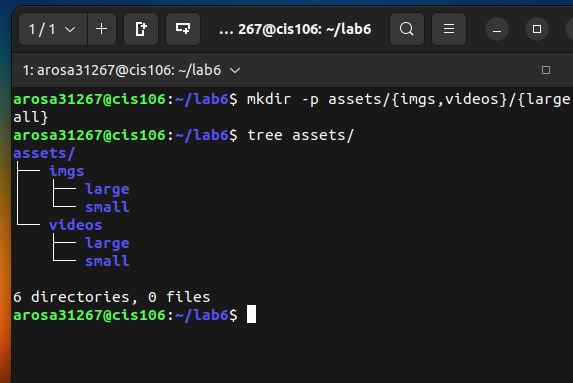 1 / 1
... 267@cis106: ~/lab6
1: arosa31267@cis106: ~/lab6
arosa31267@cis106:~/lab6$ mkdir -p assets/{imgs,videos}/{large
all}
arosa31267@cis106:~/lab6$ tree assets/
assets/
├── imgs
│   ├── large
│   └── small
└── videos
    ├── large
    └── small
6 directories, 0 files
arosa31267@cis106:~/lab6$